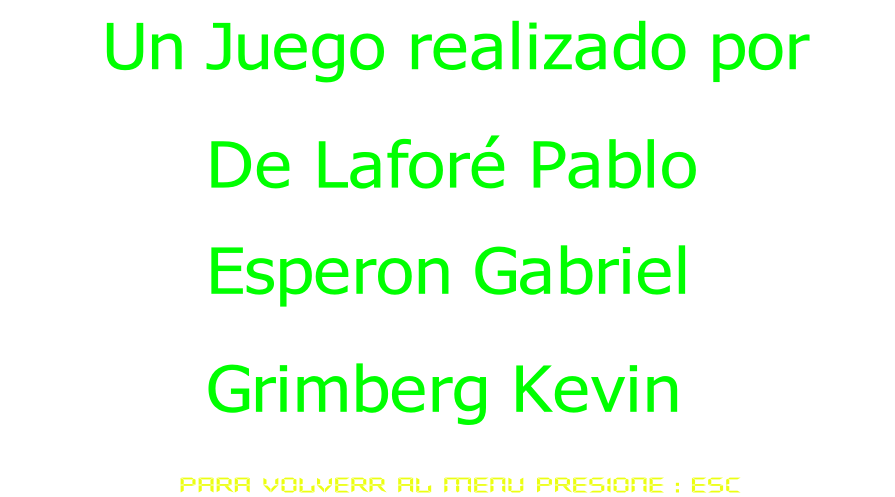 Un Juego realizado por
De Laforé Pablo
Esperon Gabriel
Grimberg Kevin
PARA VOLVERR AL MENU PRESIONE : ESC